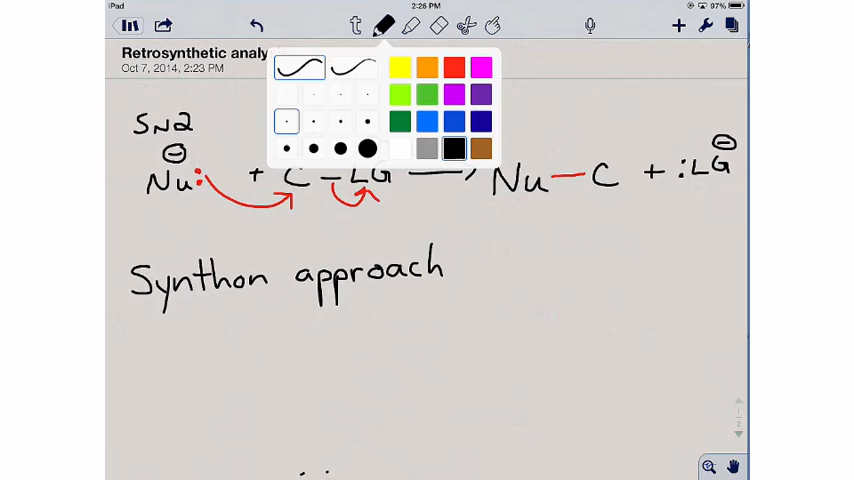 iPad 2:26 PM 97%
t
Retrosynthetic analy
Oct 7, 2014, 2:23 PM
SN2
⊖ ⊖
Nu: + C–LG → Nu–C + :LG
Synthon approach